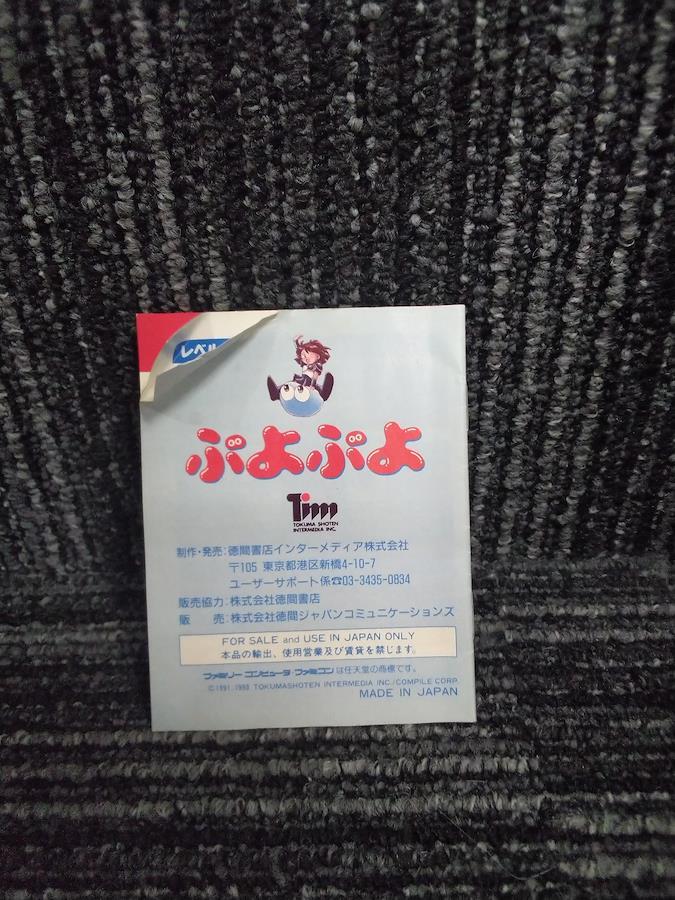 レベル
ぷよぷよ
Tim
TOKUMA SHOTEN
INTERMEDIA INC.
制作・発売:徳間書店インターメディア株式会社
〒105 東京都港区新橋4-10-7
ユーザーサポート係☎03-3435-0834
販売協力:株式会社徳間書店
販　売:株式会社徳間ジャパンコミュニケーションズ
FOR SALE and USE IN JAPAN ONLY
本品の輸出、使用営業及び賃貸を禁じます。
ファミリーコンピュータ・ファミコンは任天堂の商標です。
©1991,1993 TOKUMASHOTEN INTERMEDIA INC./COMPILE CORP.
MADE IN JAPAN